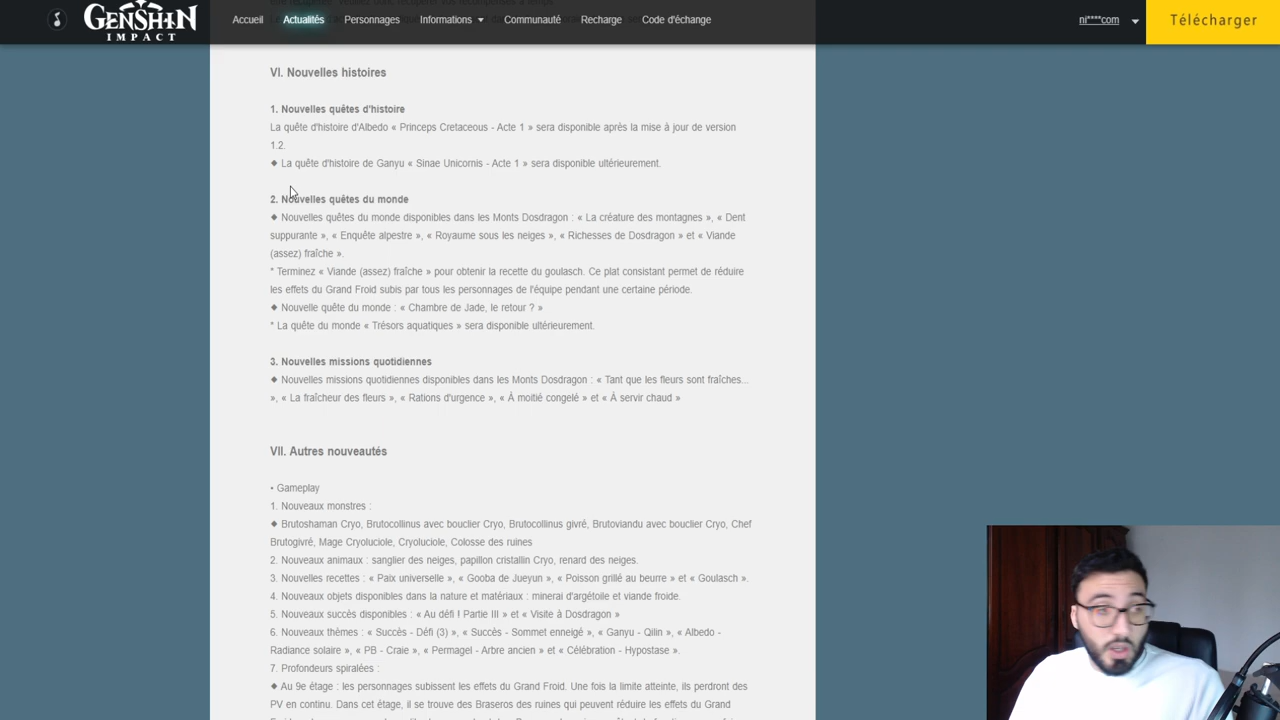 GENSHIN
IMPACT
Accueil Actualités Personnages Informations Communauté Recharge Code d'échange
ni****com
Télécharger
VI. Nouvelles histoires
1. Nouvelles quêtes d'histoire
La quête d'histoire d'Albedo « Princeps Cretaceous - Acte 1 » sera disponible après la mise à jour de version
1.2.
◆ La quête d'histoire de Ganyu « Sinae Unicornis - Acte 1 » sera disponible ultérieurement.
2. Nouvelles quêtes du monde
◆ Nouvelles quêtes du monde disponibles dans les Monts Dosdragon : « La créature des montagnes », « Dent
suppurante », « Enquête alpestre », « Royaume sous les neiges », « Richesses de Dosdragon » et « Viande
(assez) fraîche ».
* Terminez « Viande (assez) fraîche » pour obtenir la recette du goulasch. Ce plat consistant permet de réduire
les effets du Grand Froid subis par tous les personnages de l'équipe pendant une certaine période.
◆ Nouvelle quête du monde : « Chambre de Jade, le retour ? »
* La quête du monde « Trésors aquatiques » sera disponible ultérieurement.
3. Nouvelles missions quotidiennes
◆ Nouvelles missions quotidiennes disponibles dans les Monts Dosdragon : « Tant que les fleurs sont fraîches...
», « La fraîcheur des fleurs », « Rations d'urgence », « À moitié congelé » et « À servir chaud »
VII. Autres nouveautés
• Gameplay
1. Nouveaux monstres :
◆ Brutoshaman Cryo, Brutocollinus avec bouclier Cryo, Brutocollinus givré, Brutoviandu avec bouclier Cryo, Chef
Brutogivré, Mage Cryoluciole, Cryoluciole, Colosse des ruines
2. Nouveaux animaux : sanglier des neiges, papillon cristallin Cryo, renard des neiges.
3. Nouvelles recettes : « Paix universelle », « Gooba de Jueyun », « Poisson grillé au beurre » et « Goulasch ».
4. Nouveaux objets disponibles dans la nature et matériaux : minerai d'argétoile et viande froide.
5. Nouveaux succès disponibles : « Au défi ! Partie III » et « Visite à Dosdragon »
6. Nouveaux thèmes : « Succès - Défi (3) », « Succès - Sommet enneigé », « Ganyu - Qilin », « Albedo -
Radiance solaire », « PB - Craie », « Permagel - Arbre ancien » et « Célébration - Hypostase ».
7. Profondeurs spiralées :
◆ Au 9e étage : les personnages subissent les effets du Grand Froid. Une fois la limite atteinte, ils perdront des
PV en continu. Dans cet étage, il se trouve des Braseros des ruines qui peuvent réduire les effets du Grand